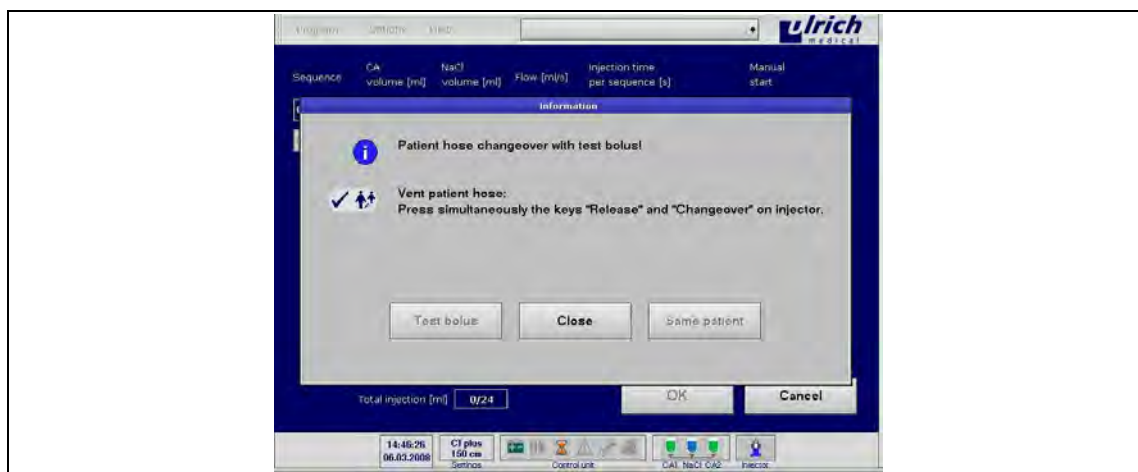 Program Options Help
ulrich
medical
CA NaCl Injection time Manual
Sequence volume [ml] volume [ml] Flow [ml/s] per sequence [s] start
Information
Patient hose changeover with test bolus!
Vent patient hose:
Press simultaneously the keys "Release" and "Changeover" on injector.
Test bolus Close Same patient
Total injection [ml] 0/24 OK Cancel
14:46:26 CT plus
06.03.2008 150 cm
Settings Control unit CA1 NaCl CA2 Injector